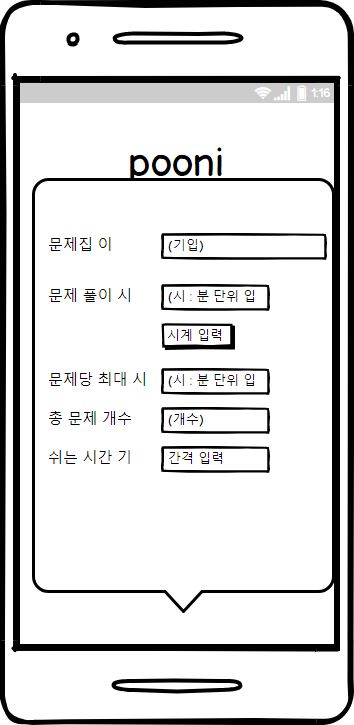 1:16
pooni
문제집 이
(기입)
문제 풀이 시
(시 : 분 단위 입
시계 입력
문제당 최대 시
(시 : 분 단위 입
총 문제 개수
(개수)
쉬는 시간 기
간격 입력